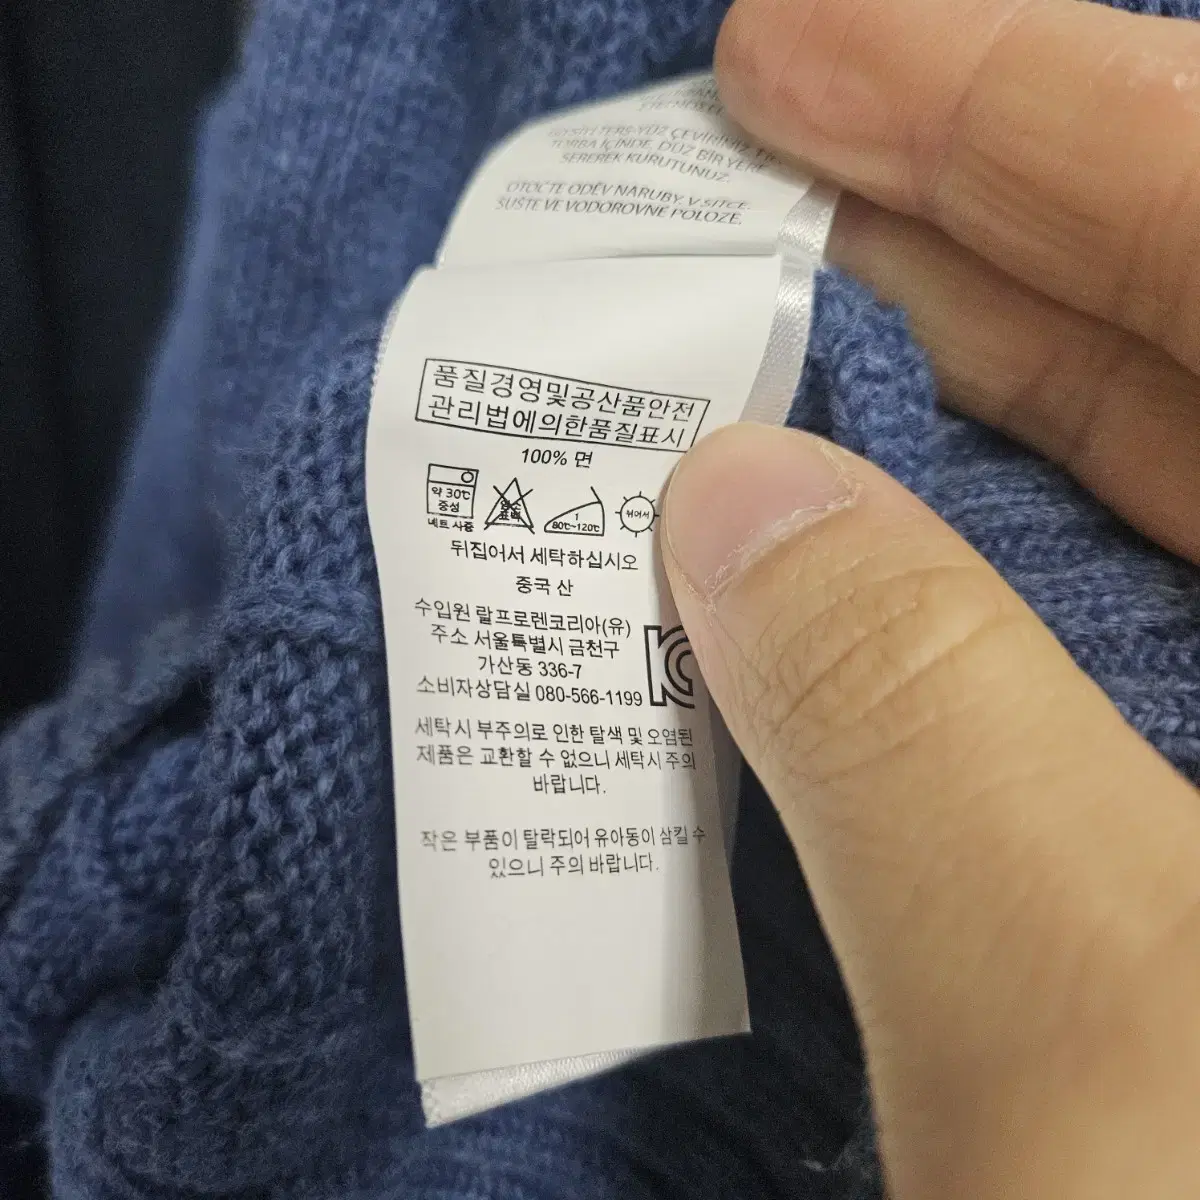 TERS-YÜZ ÇEVİRİNİZ
TORBA İÇİNDE, DÜZ BİR YERE
SEREREK KURUTUNUZ.
OTOČTE ODĚV NARUBY. V SÍŤCE.
SUŠTE VE VODOROVNÉ POLOZE.
품질경영및공산품안전
관리법에의한품질표시
100% 면
약 30℃
중성
네트 사용
염소
표백
1
80℃~120℃
뉘어서
뒤집어서 세탁하십시오
중국 산
수입원 랄프로렌코리아(유)
주소 서울특별시 금천구
가산동 336-7
소비자상담실 080-566-1199
세탁시 부주의로 인한 탈색 및 오염된
제품은 교환할 수 없으니 세탁시 주의
바랍니다.
작은 부품이 탈락되어 유아동이 삼킬 수
있으니 주의 바랍니다.